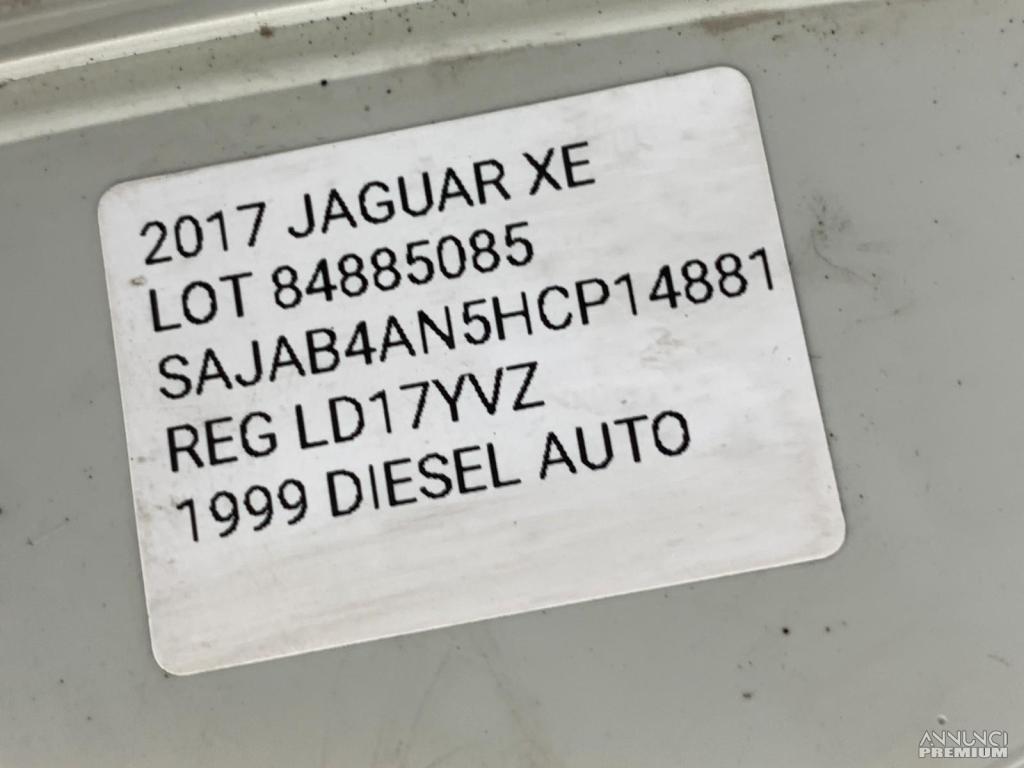 2017 JAGUAR XE
LOT 84885085
SAJAB4AN5HCP14881
REG LD17YVZ
1999 DIESEL AUTO
ANNUNCI
PREMIUM